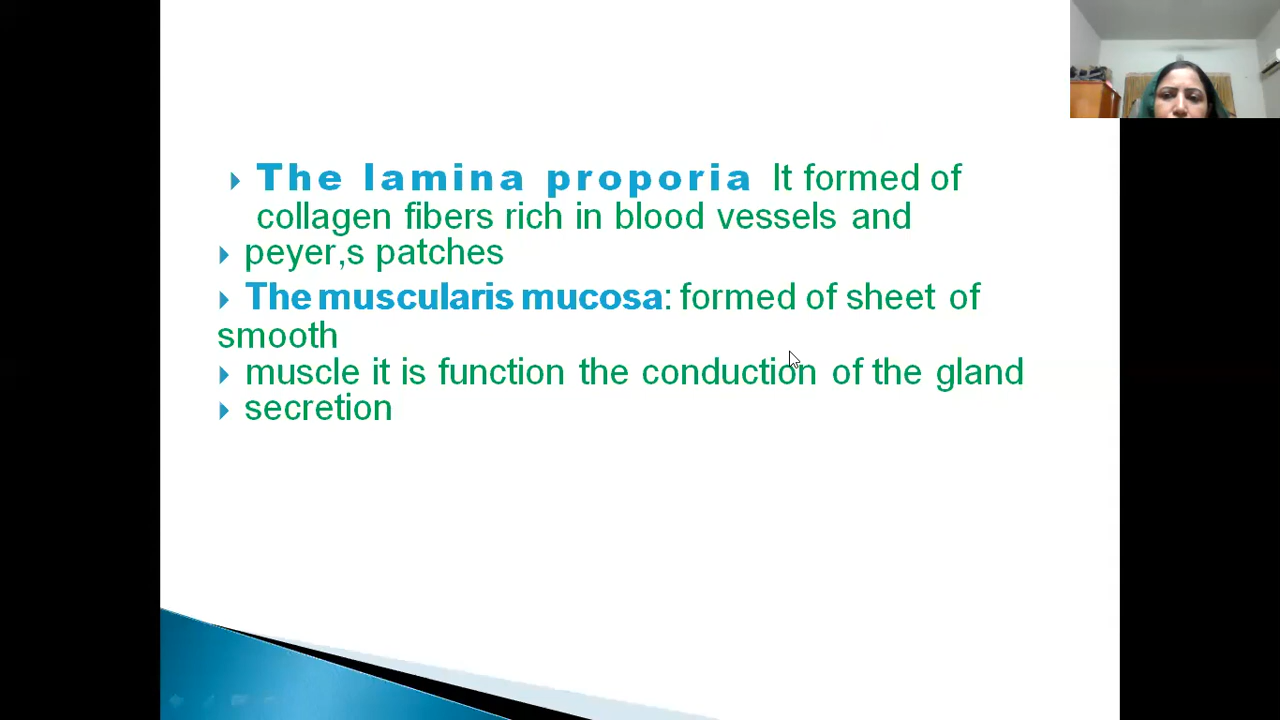 The lamina proporia It formed of
collagen fibers rich in blood vessels and
peyer,s patches
The muscularis mucosa: formed of sheet of
smooth
muscle it is function the conduction of the gland
secretion